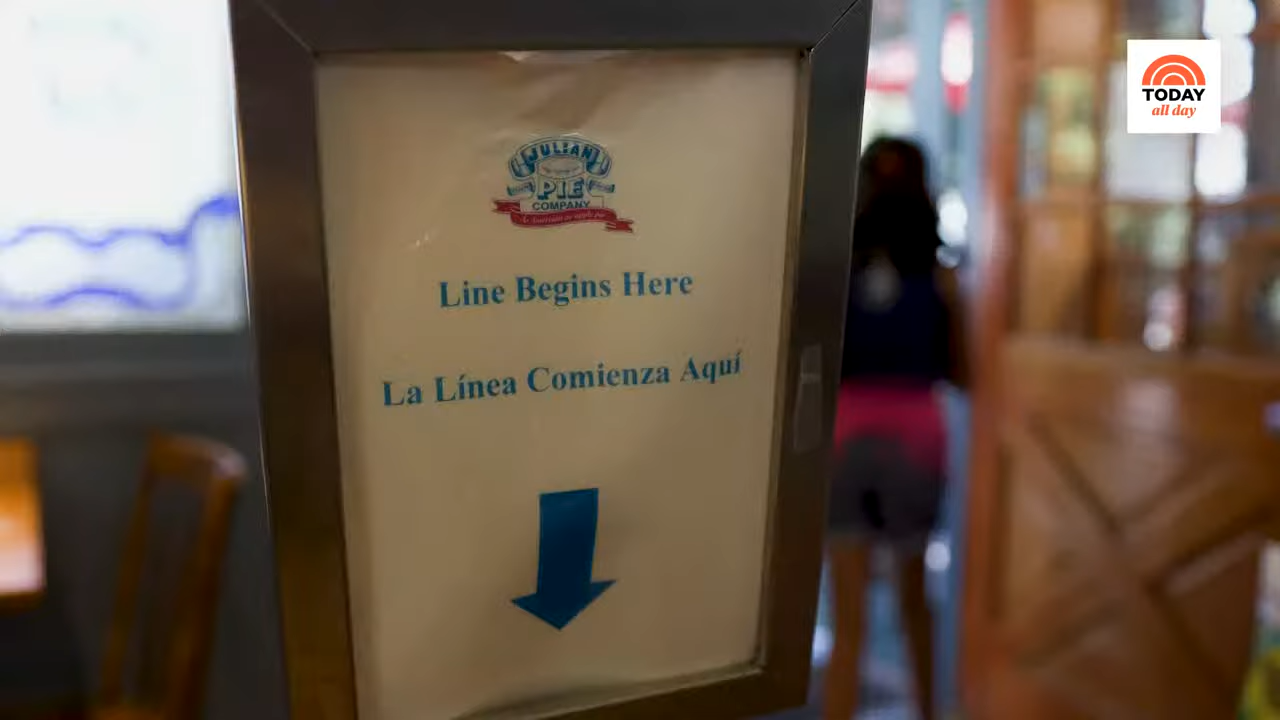 JULIAN
PIE
COMPANY
Line Begins Here
La Línea Comienza Aquí
TODAY
all day